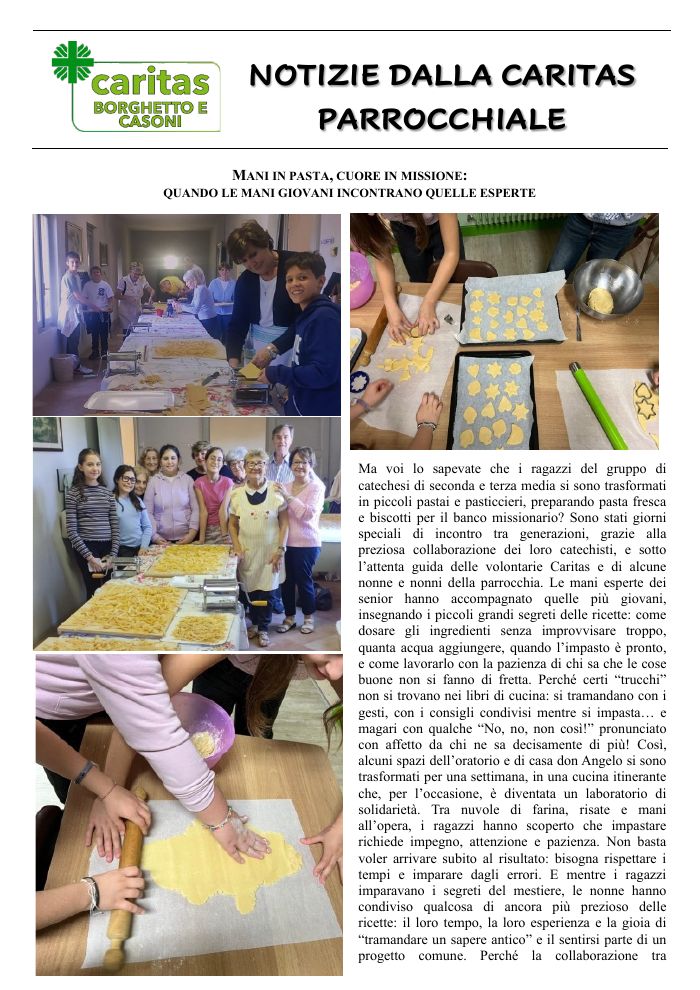 caritas
BORGHETTO E
CASONI
NOTIZIE DALLA CARITAS
PARROCCHIALE
MANI IN PASTA, CUORE IN MISSIONE:
QUANDO LE MANI GIOVANI INCONTRANO QUELLE ESPERTE
Ma voi lo sapevate che i ragazzi del gruppo di
catechesi di seconda e terza media si sono trasformati
in piccoli pastai e pasticcieri, preparando pasta fresca
e biscotti per il banco missionario? Sono stati giorni
speciali di incontro tra generazioni, grazie alla
preziosa collaborazione dei loro catechisti, e sotto
l’attenta guida delle volontarie Caritas e di alcune
nonne e nonni della parrocchia. Le mani esperte dei
senior hanno accompagnato quelle più giovani,
insegnando i piccoli grandi segreti delle ricette: come
dosare gli ingredienti senza improvvisare troppo,
quanta acqua aggiungere, quando l’impasto è pronto,
e come lavorarlo con la pazienza di chi sa che le cose
buone non si fanno di fretta. Perché certi “trucchi”
non si trovano nei libri di cucina: si tramandano con i
gesti, con i consigli condivisi mentre si impasta… e
magari con qualche “No, no, non così!” pronunciato
con affetto da chi ne sa decisamente di più! Così,
alcuni spazi dell’oratorio e di casa don Angelo si sono
trasformati per una settimana, in una cucina itinerante
che, per l’occasione, è diventata un laboratorio di
solidarietà. Tra nuvole di farina, risate e mani
all’opera, i ragazzi hanno scoperto che impastare
richiede impegno, attenzione e pazienza. Non basta
voler arrivare subito al risultato: bisogna rispettare i
tempi e imparare dagli errori. E mentre i ragazzi
imparavano i segreti del mestiere, le nonne hanno
condiviso qualcosa di ancora più prezioso delle
ricette: il loro tempo, la loro esperienza e la gioia di
“tramandare un sapere antico” e il sentirsi parte di un
progetto comune. Perché la collaborazione tra